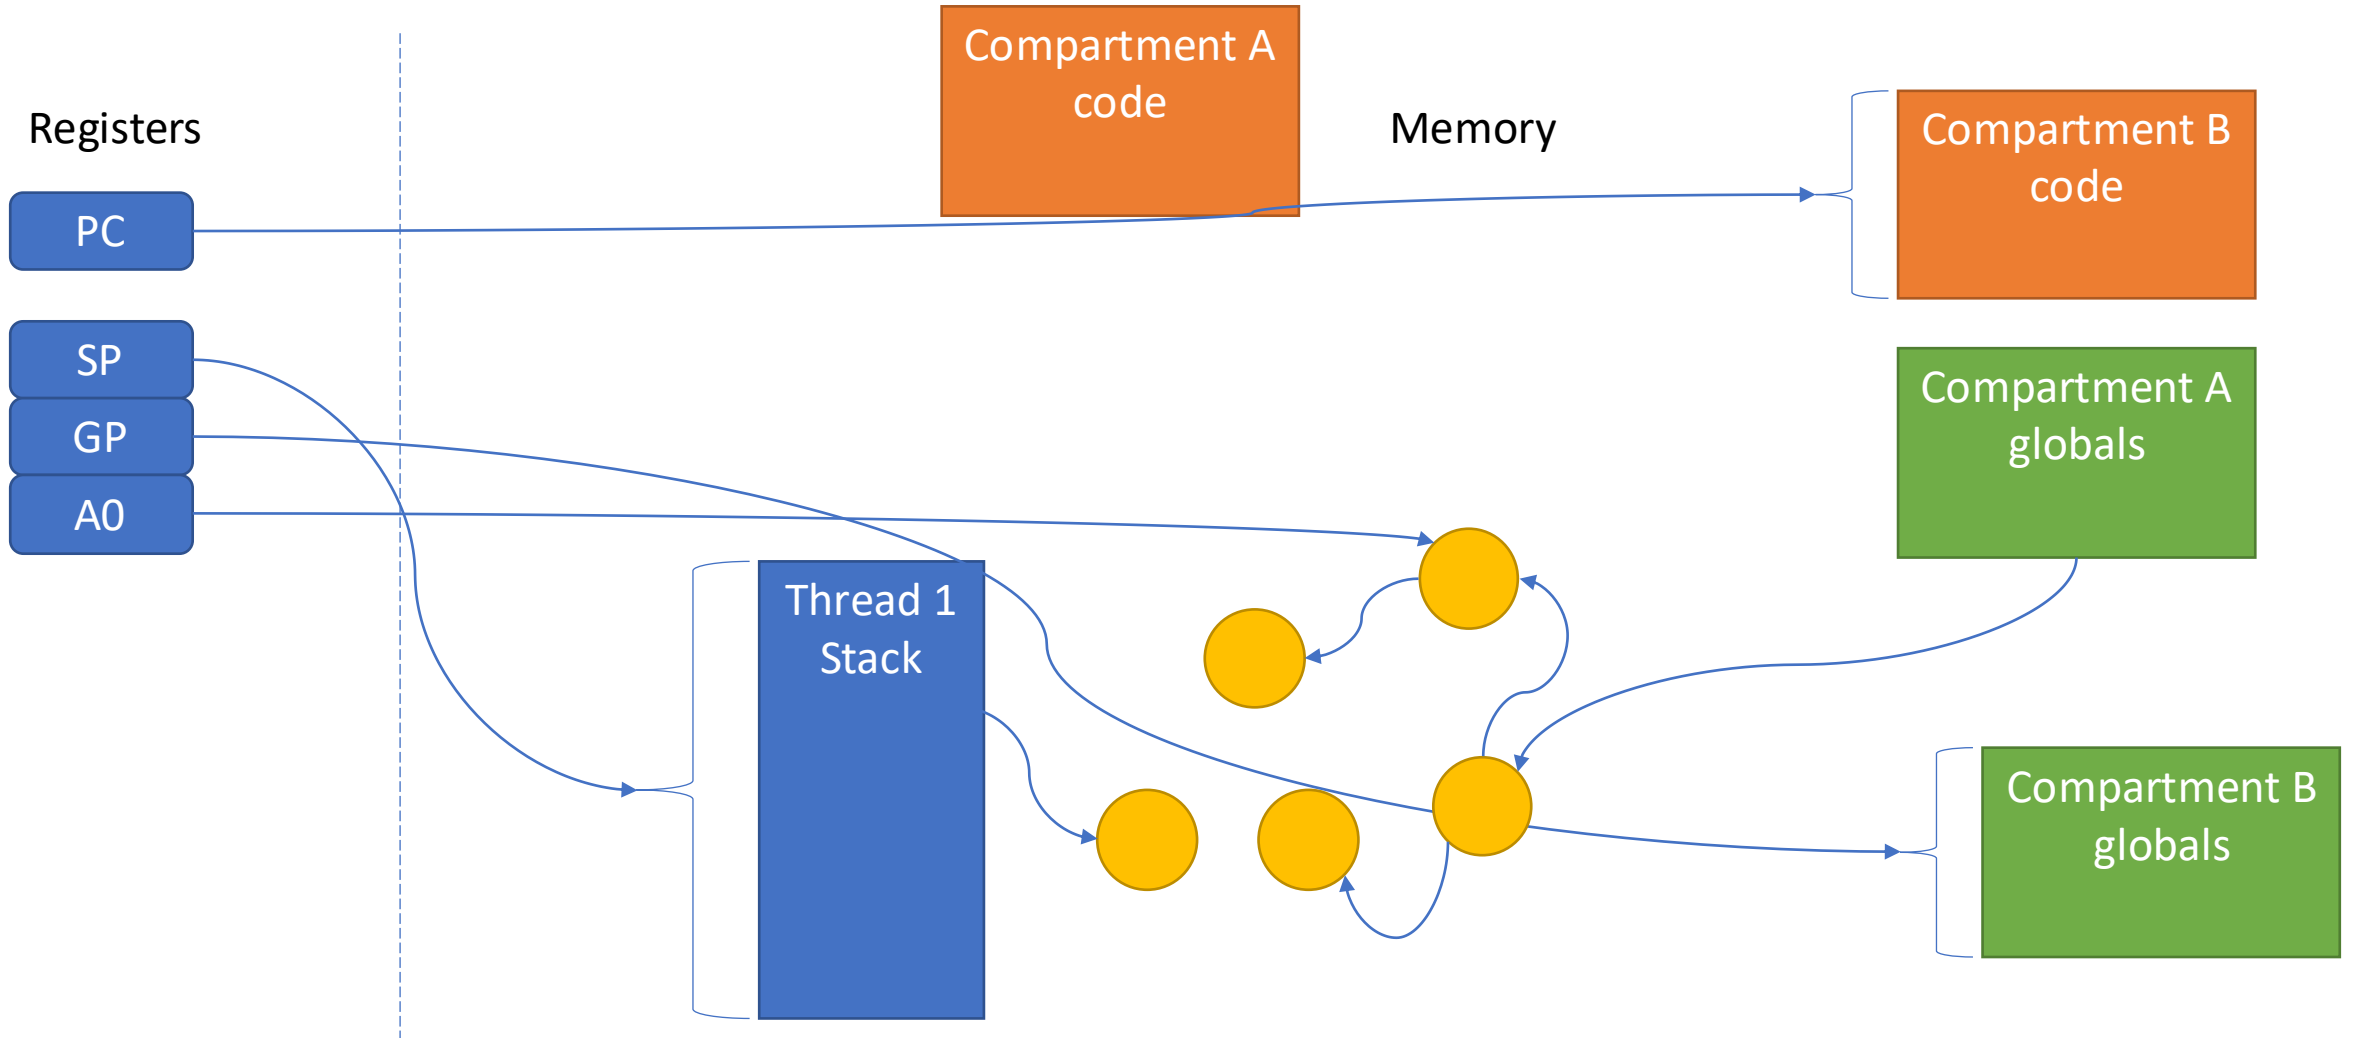 Registers
PC
SP
GP
A0
Compartment A
code
Memory
Compartment B
code
Compartment A
globals
Thread 1
Stack
Compartment B
globals